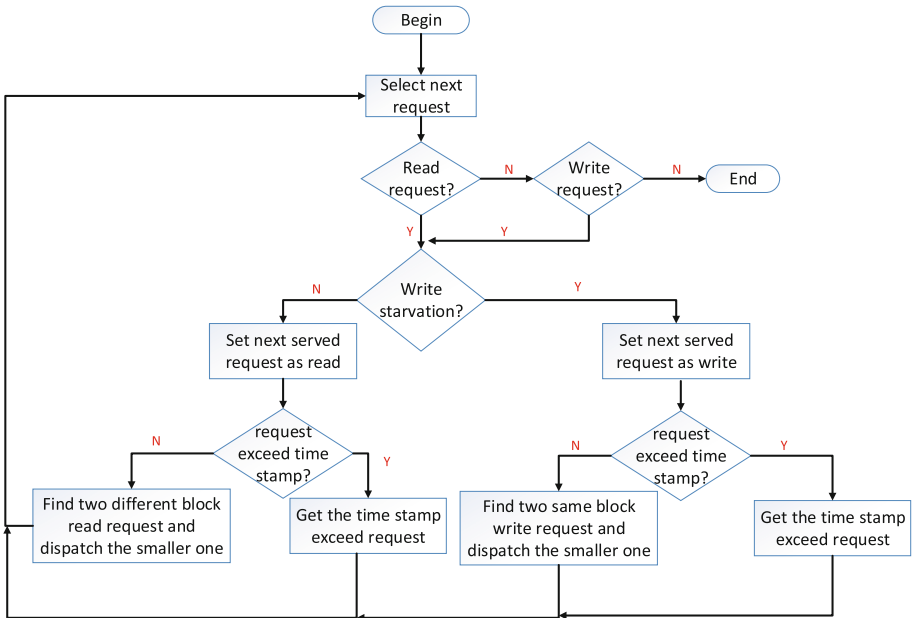 Begin
Select next
request
Read
request?
N
Write
request?
N
End
Y
Y
Write
starvation?
N
Y
Set next served
request as read
Set next served
request as write
request
exceed time
stamp?
N
Y
request
exceed time
stamp?
N
Y
Find two different block
read request and
dispatch the smaller one
Get the time stamp
exceed request
Find two same block
write request and
dispatch the smaller one
Get the time stamp
exceed request